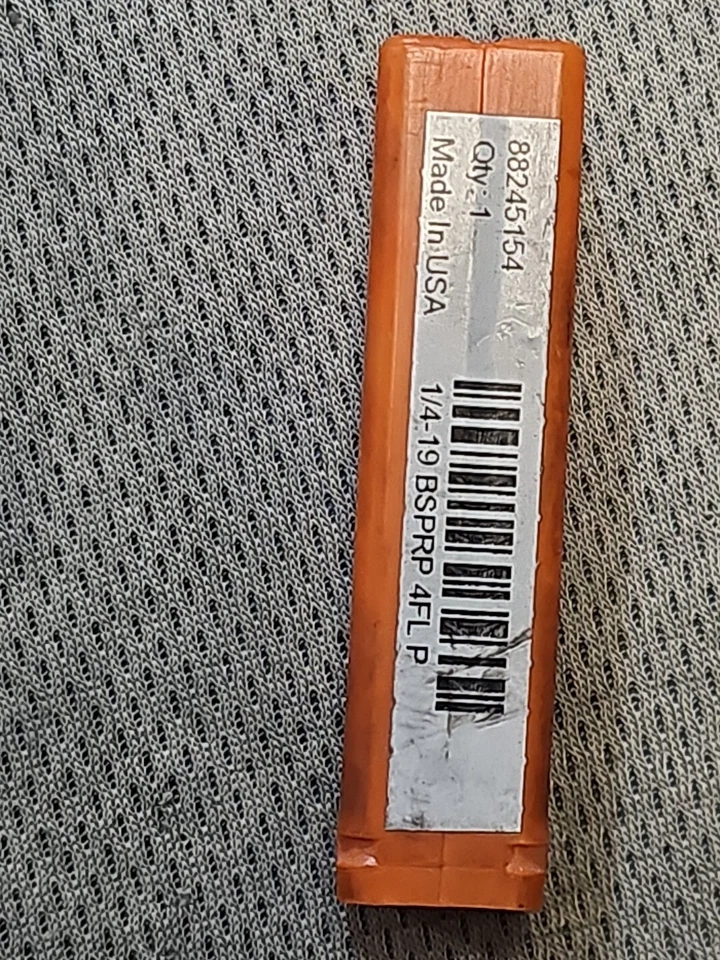 88245154
Qty : 1
Made In USA
1/4-19 BSPRP 4FL P